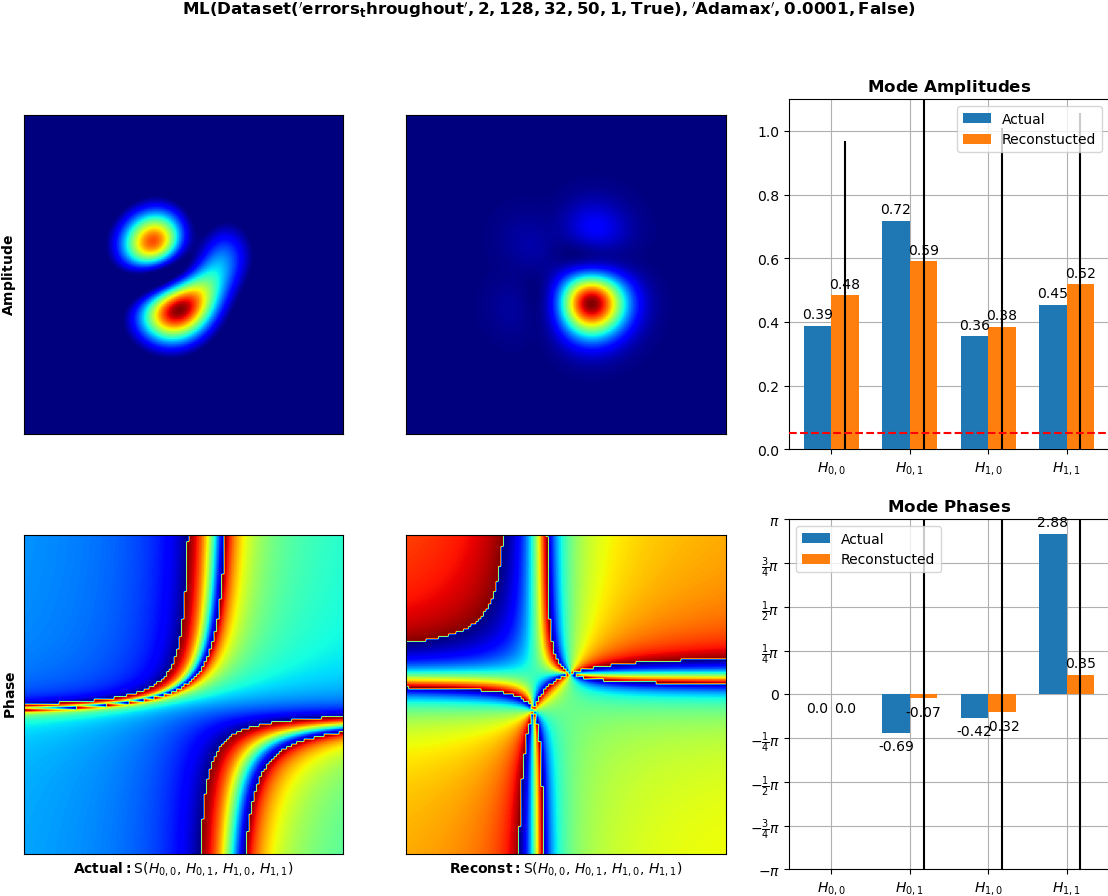 ML(Dataset('errors_throughout', 2, 128, 32, 50, 1, True), 'Adamax', 0.0001, False)
Amplitude
Mode Amplitudes
Actual
Reconstucted
1.0
0.8
0.6
0.4
0.2
0.0
0.39
0.48
0.72
0.59
0.36
0.38
0.45
0.52
H0,0
H0,1
H1,0
H1,1
Phase
Actual: S(H0,0, H0,1, H1,0, H1,1)
Reconst: S(H0,0, H0,1, H1,0, H1,1)
Mode Phases
Actual
Reconstucted
π
3/4π
1/2π
1/4π
0
−1/4π
−1/2π
−3/4π
−π
0.0
0.0
-0.69
-0.07
-0.42
-0.32
2.88
0.35
H0,0
H0,1
H1,0
H1,1